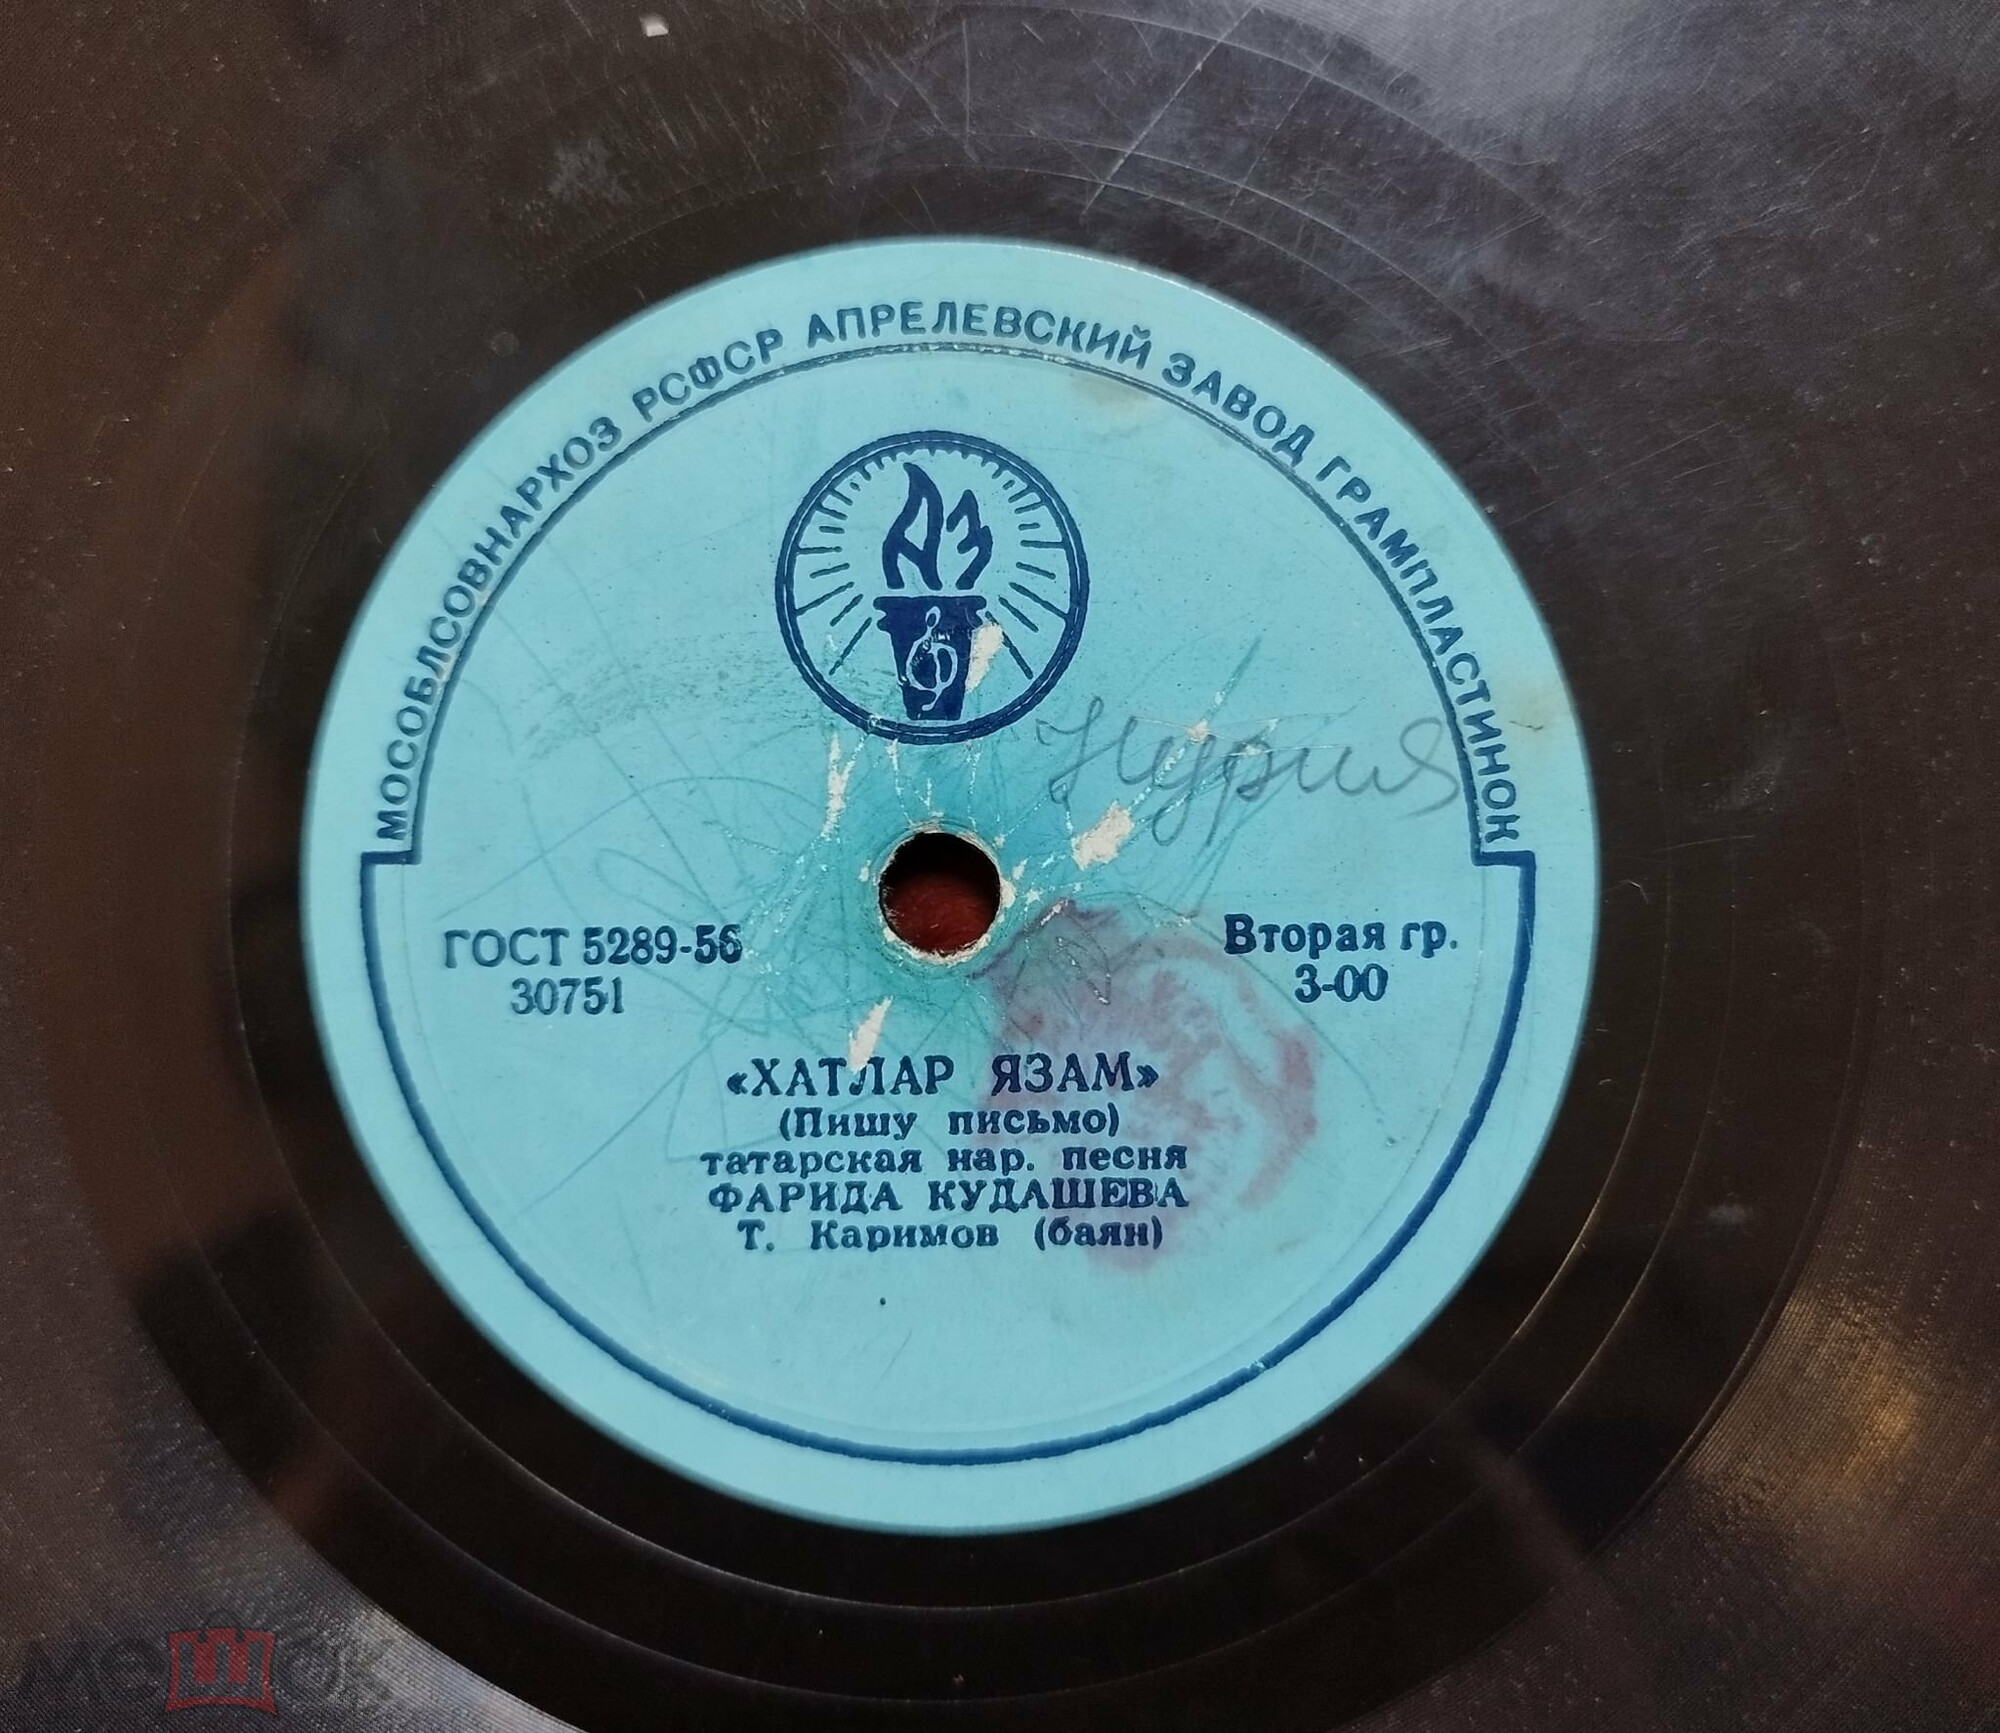 МОСОБЛСОВНАРХОЗ РСФСР АПРЕЛЕВСКИЙ ЗАВОД ГРАМПЛАСТИНОК
АЗ
Нурия
ГОСТ 5289-56
30751
Вторая гр.
3-00
«ХАТЛАР ЯЗАМ»
(Пишу письмо)
татарская нар. песня
ФАРИДА КУДАШЕВА
Т. Каримов (баян)
мешок